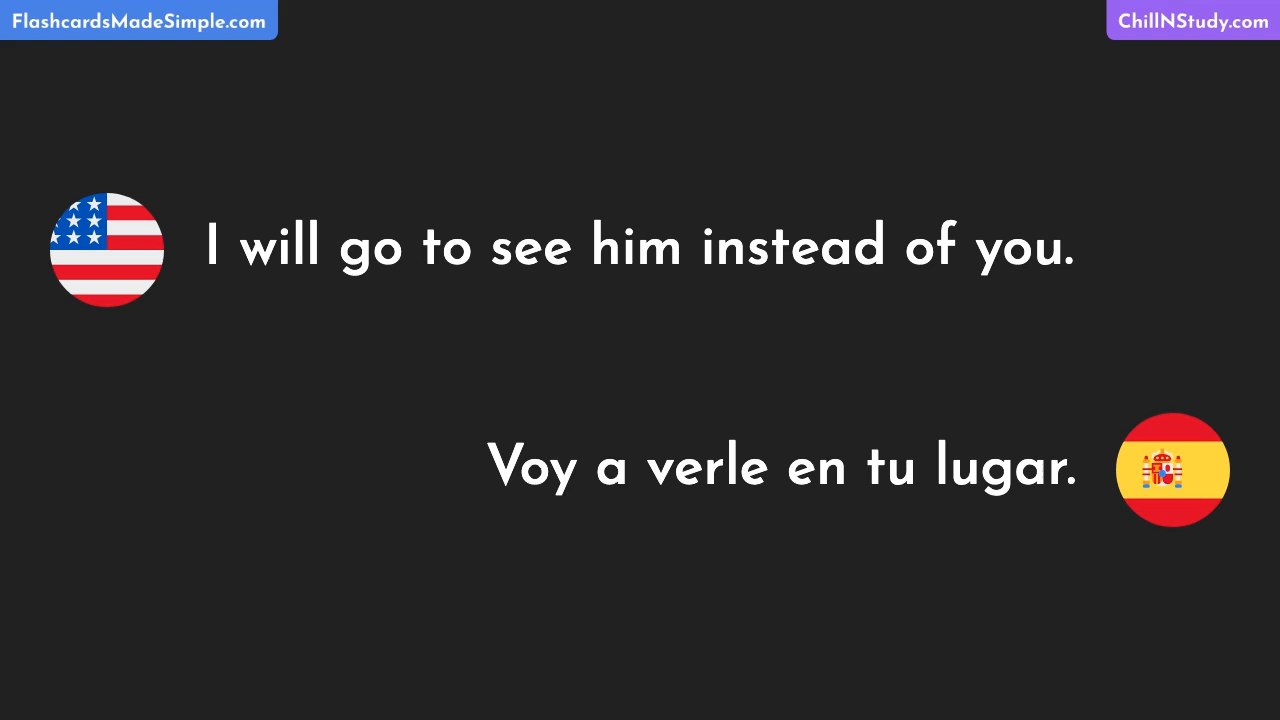 FlashcardsMadeSimple.com
ChillNStudy.com
I will go to see him instead of you.
Voy a verle en tu lugar.